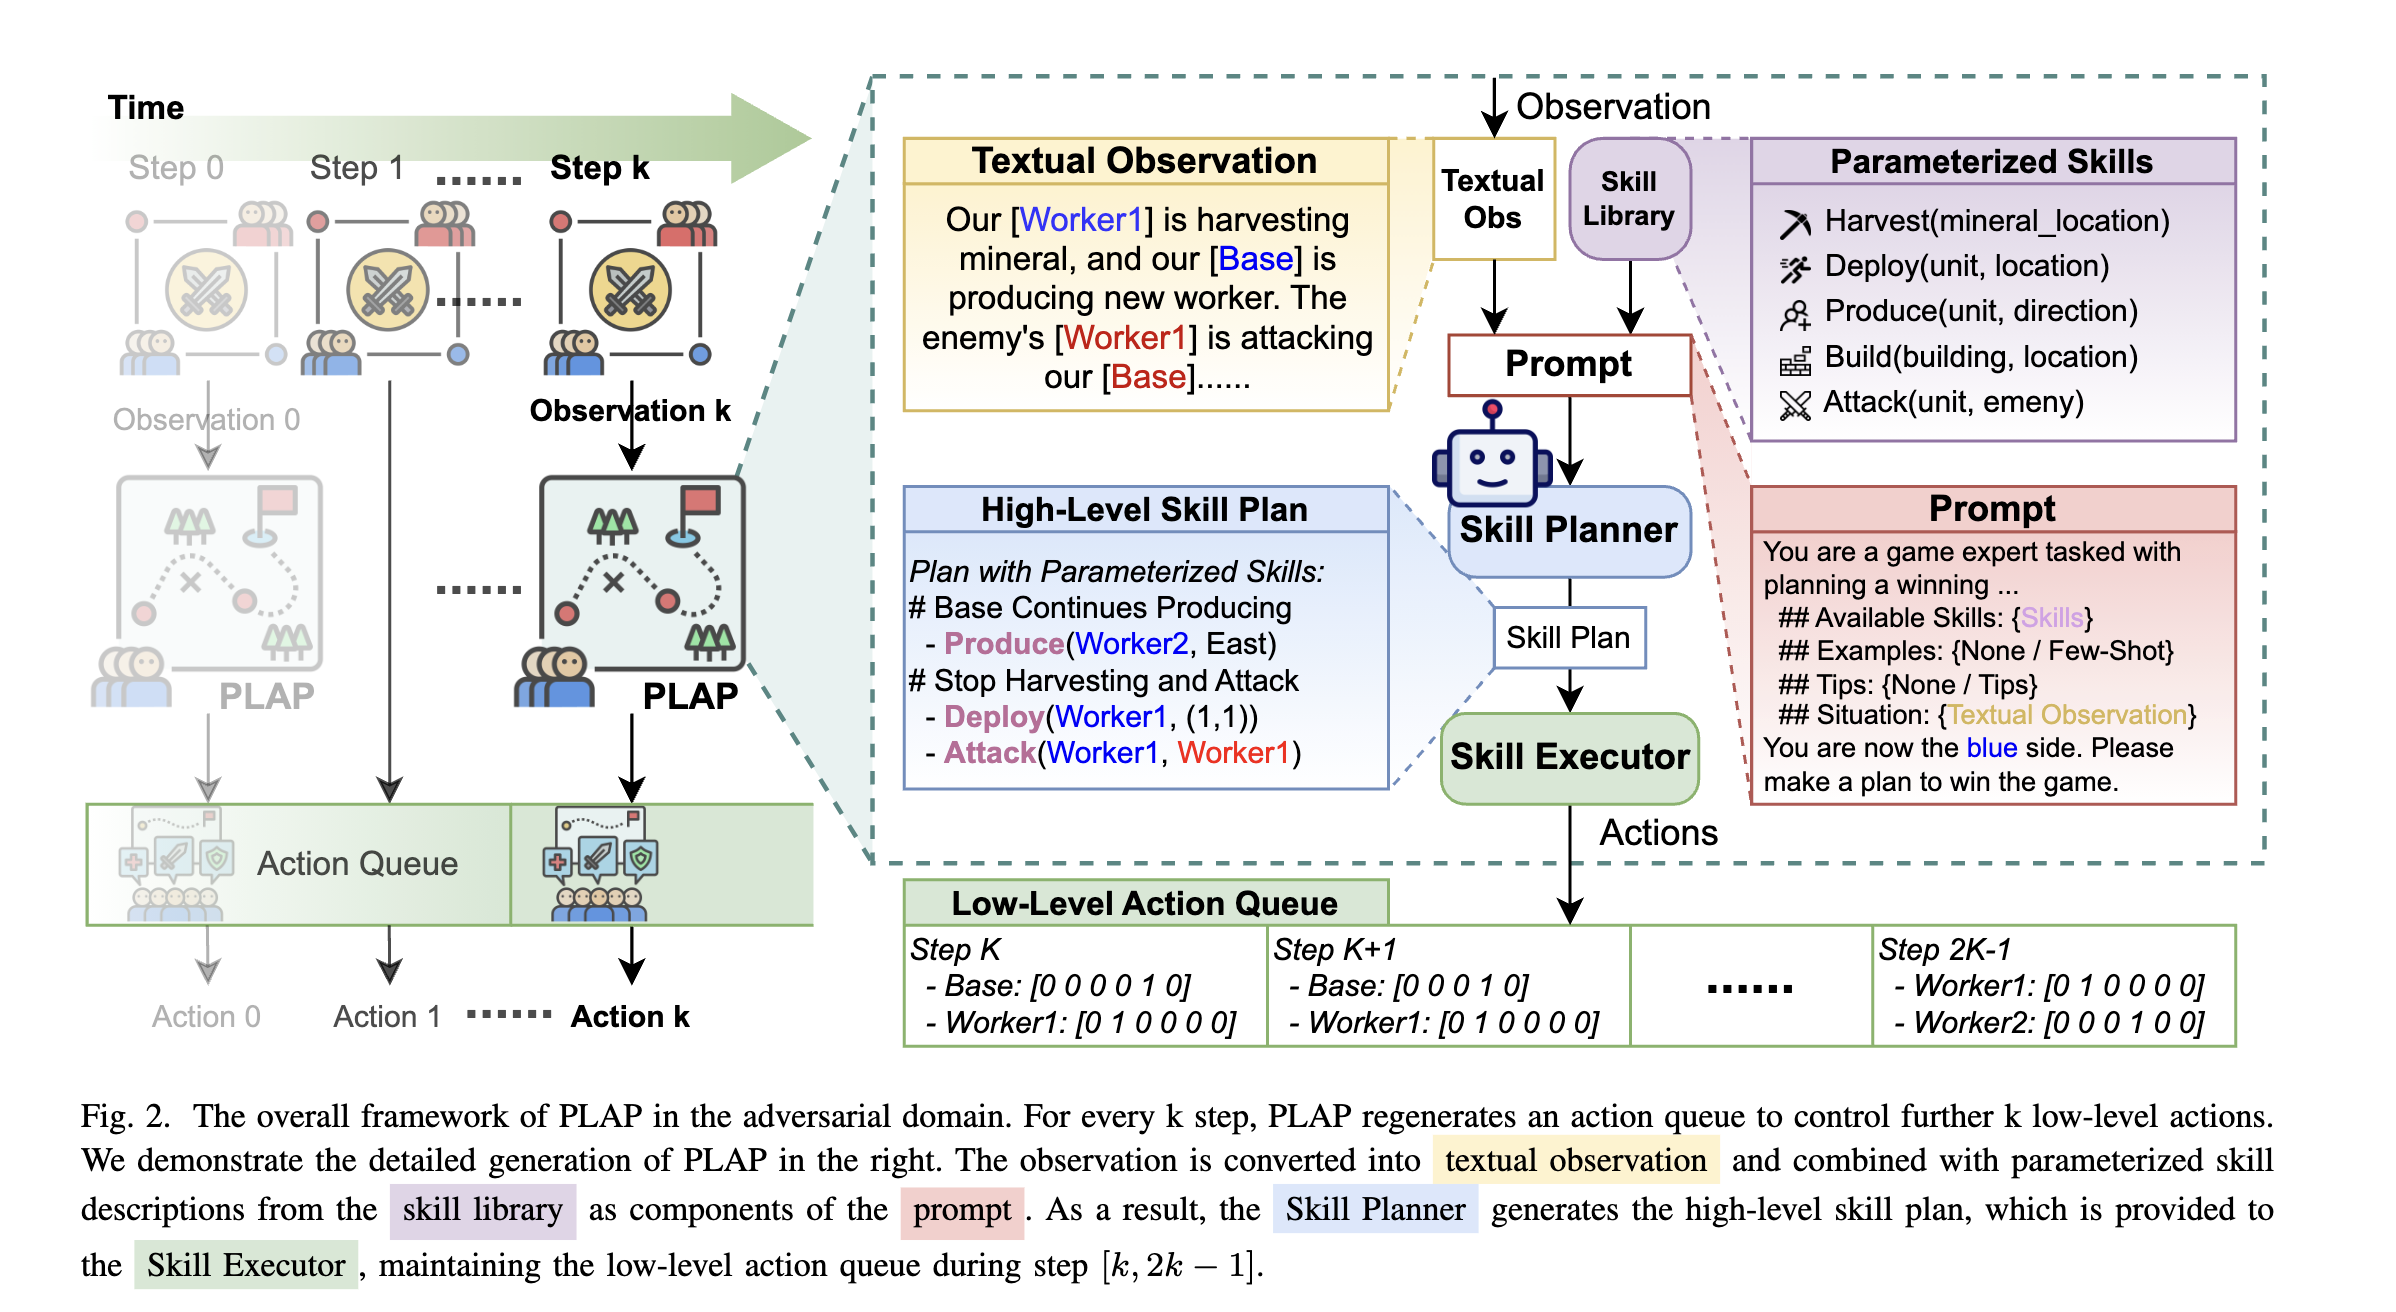 Time
Step 0
Step 1
......
Step k
......
Observation 0
Observation k
......
PLAP
PLAP
Action Queue
Action 0
Action 1
......
Action k
Observation
Textual Observation
Our [Worker1] is harvesting
mineral, and our [Base] is
producing new worker. The
enemy's [Worker1] is attacking
our [Base]......
Textual
Obs
Skill
Library
Parameterized Skills
Harvest(mineral_location)
Deploy(unit, location)
Produce(unit, direction)
Build(building, location)
Attack(unit, emeny)
Prompt
High-Level Skill Plan
Plan with Parameterized Skills:
# Base Continues Producing
- Produce(Worker2, East)
# Stop Harvesting and Attack
- Deploy(Worker1, (1,1))
- Attack(Worker1, Worker1)
Skill Planner
Skill Plan
Skill Executor
Actions
Prompt
You are a game expert tasked with
planning a winning ...
## Available Skills: {Skills}
## Examples: {None / Few-Shot}
## Tips: {None / Tips}
## Situation: {Textual Observation}
You are now the blue side. Please
make a plan to win the game.
Low-Level Action Queue
Step K
- Base: [0 0 0 0 1 0]
- Worker1: [0 1 0 0 0 0]
Step K+1
- Base: [0 0 0 1 0]
- Worker1: [0 1 0 0 0 0]
......
Step 2K-1
- Worker1: [0 1 0 0 0 0]
- Worker2: [0 0 0 1 0 0]
Fig. 2. The overall framework of PLAP in the adversarial domain. For every k step, PLAP regenerates an action queue to control further k low-level actions.
We demonstrate the detailed generation of PLAP in the right. The observation is converted into textual observation and combined with parameterized skill
descriptions from the skill library as components of the prompt . As a result, the Skill Planner generates the high-level skill plan, which is provided to
the Skill Executor , maintaining the low-level action queue during step [k, 2k − 1].